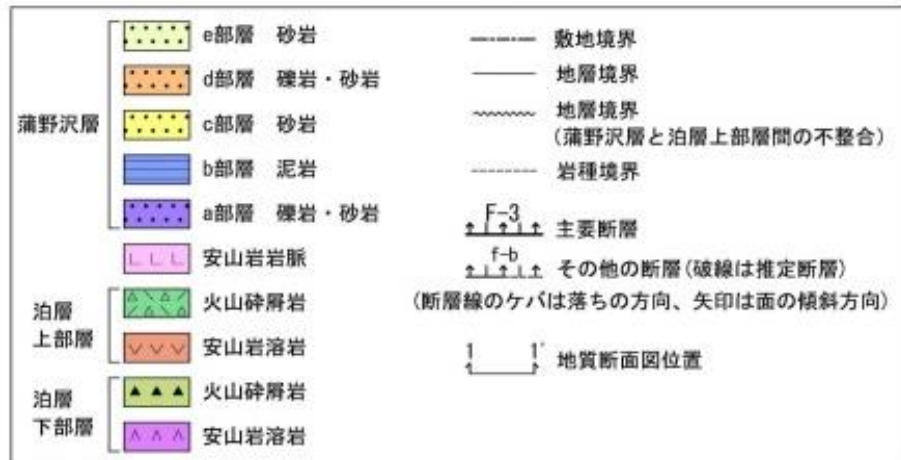 蒲野沢層
e部層 砂岩
d部層 礫岩・砂岩
c部層 砂岩
b部層 泥岩
a部層 礫岩・砂岩
安山岩岩脈
泊層
上部層
火山砕屑岩
安山岩溶岩
泊層
下部層
火山砕屑岩
安山岩溶岩
敷地境界
地層境界
地層境界
(蒲野沢層と泊層上部層間の不整合)
岩種境界
F-3
主要断層
f-b
その他の断層(破線は推定断層)
(断層線のケバは落ちの方向、矢印は面の傾斜方向)
1 1'
地質断面図位置